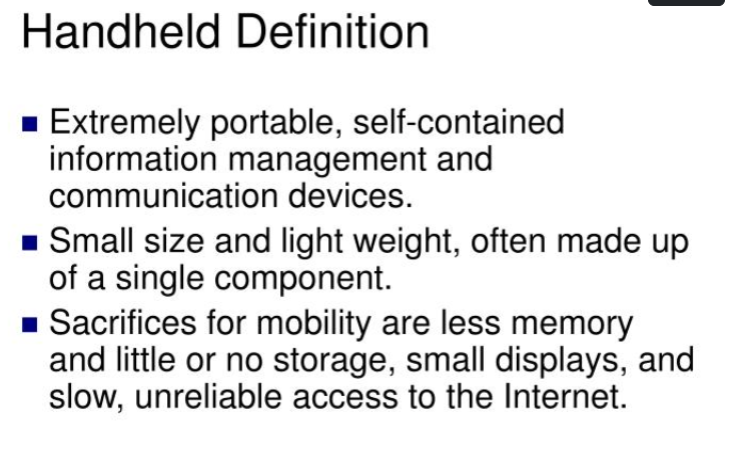 Handheld Definition
Extremely portable, self-contained
information management and
communication devices.
Small size and light weight, often made up
of a single component.
Sacrifices for mobility are less memory
and little or no storage, small displays, and
slow, unreliable access to the Internet.